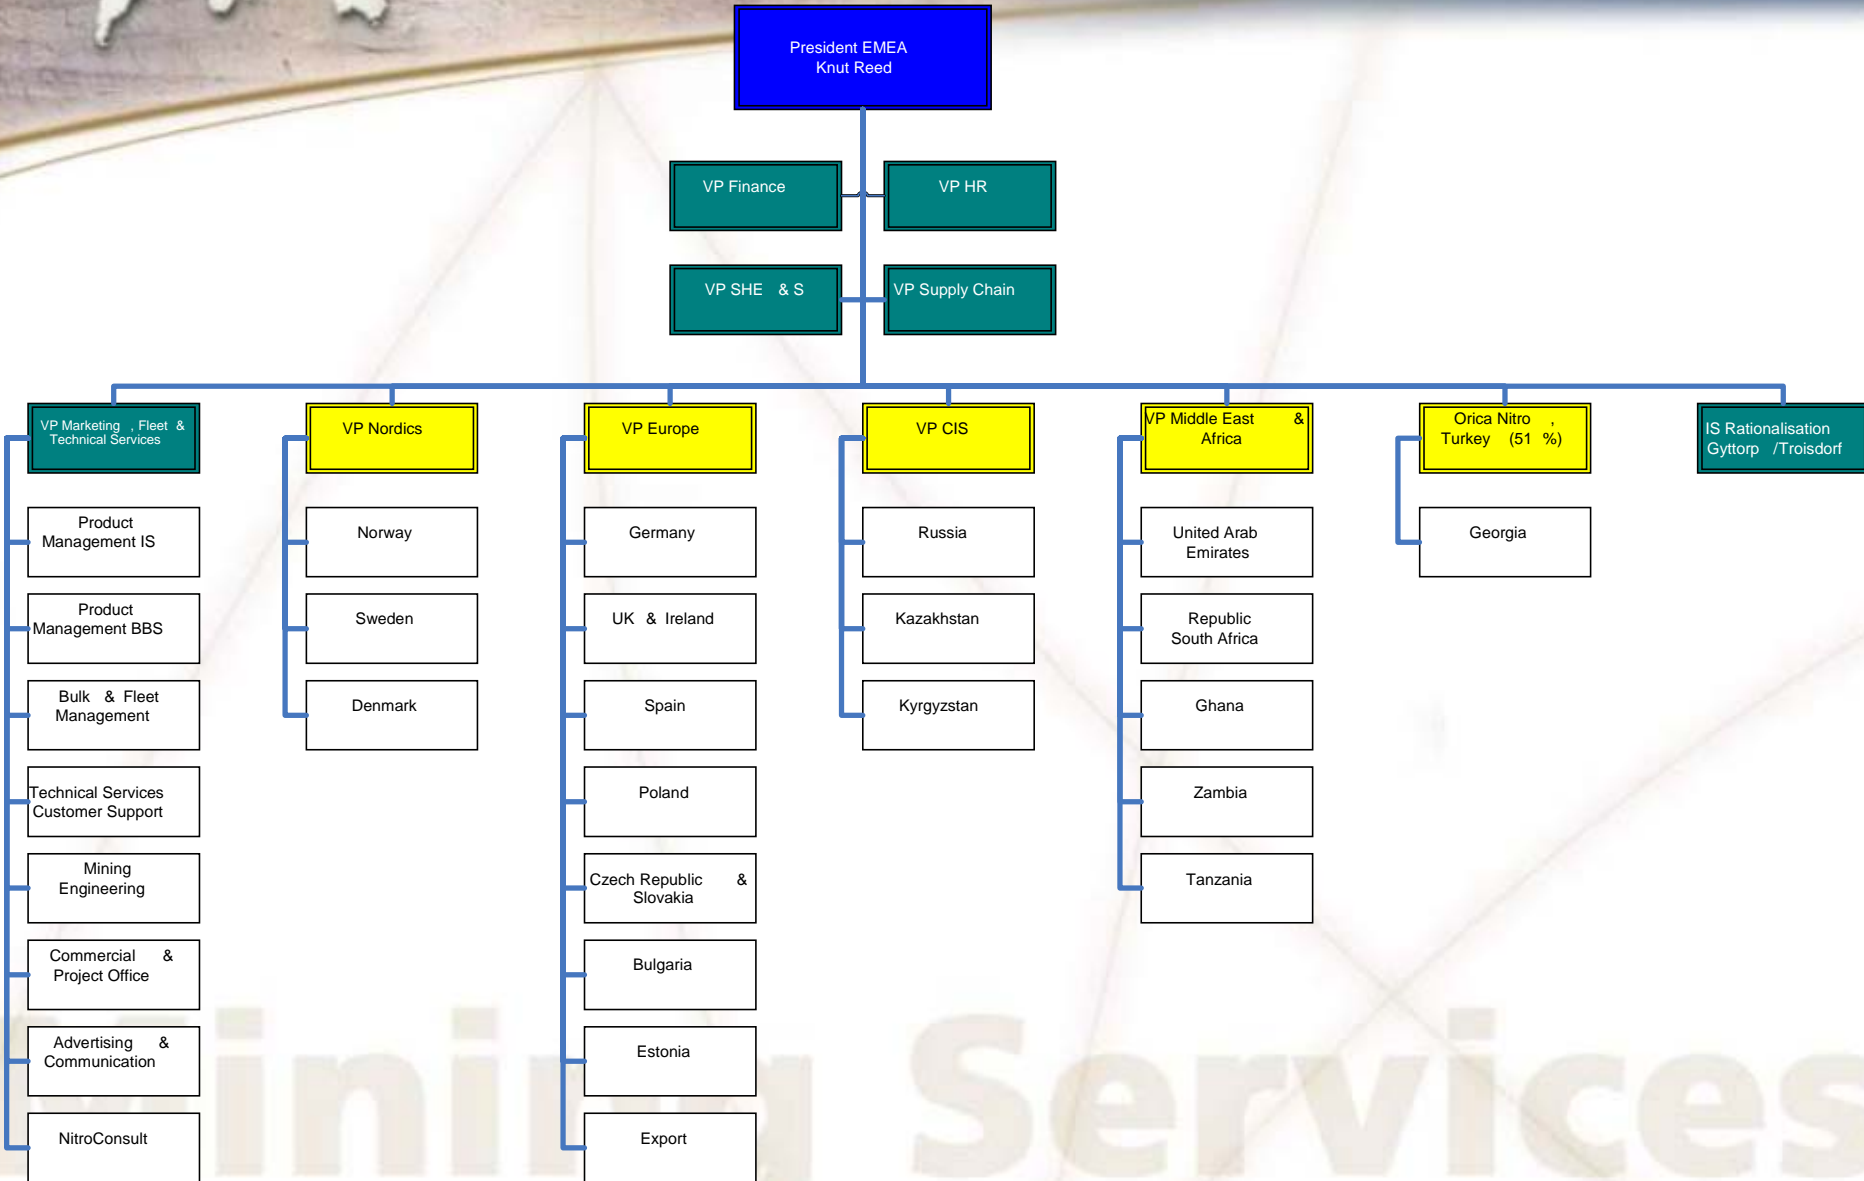 President EMEA
Knut Reed
VP Finance
VP HR
VP SHE & S
VP Supply Chain
VP Marketing , Fleet &
Technical Services
VP Nordics
VP Europe
VP CIS
VP Middle East &
Africa
Orica Nitro ,
Turkey (51 %)
IS Rationalisation
Gyttorp /Troisdorf
Product
Management IS
Product
Management BBS
Bulk & Fleet
Management
Technical Services
Customer Support
Mining
Engineering
Commercial &
Project Office
Advertising &
Communication
NitroConsult
Norway
Sweden
Denmark
Germany
UK & Ireland
Spain
Poland
Czech Republic &
Slovakia
Bulgaria
Estonia
Export
Russia
Kazakhstan
Kyrgyzstan
United Arab
Emirates
Republic
South Africa
Ghana
Zambia
Tanzania
Georgia
Mining Services